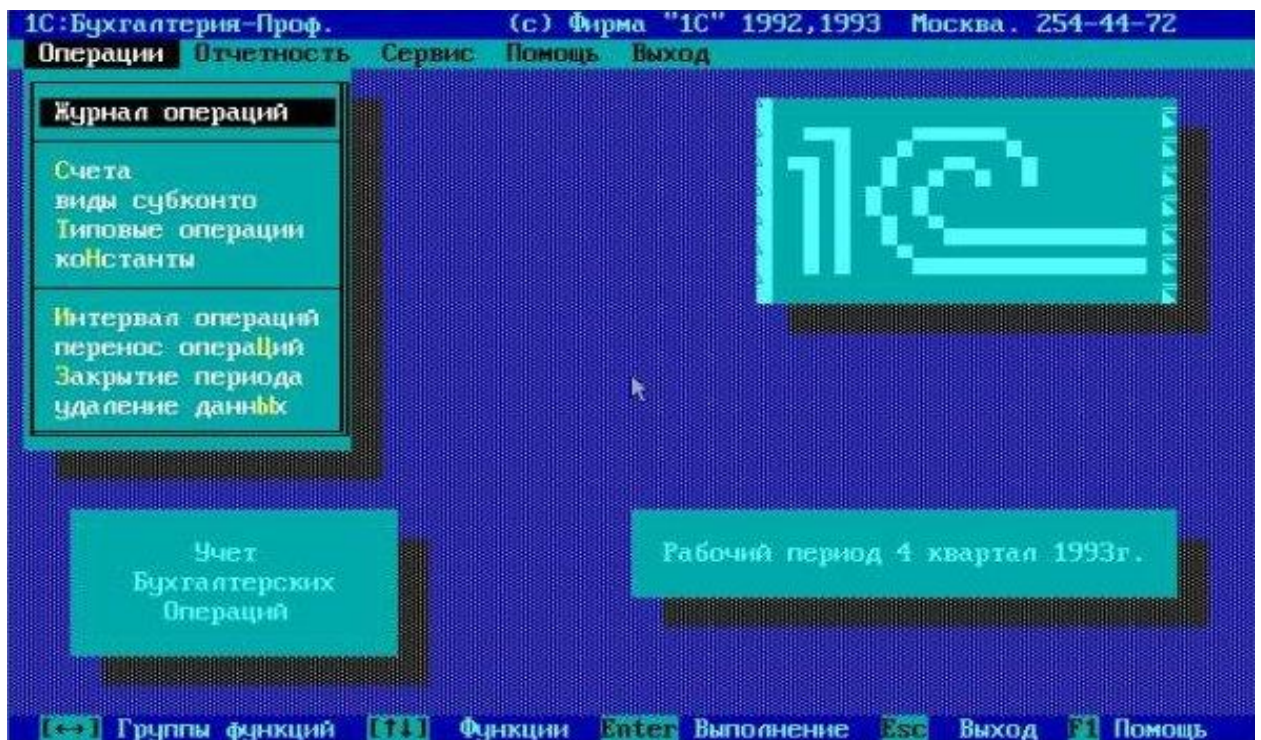 1С:Бухгалтерия-Проф. (c) Фирма "1С" 1992,1993 Москва. 254-44-72
Операции Отчетность Сервис Помощь Выход
Журнал операций
Счета
виды субконто
Типовые операции
коНстанты
Интервал операций
перенос операЦий
Закрытие периода
удаление даннЫх
1С
Учет
Бухгалтерских
Операций
Рабочий период 4 квартал 1993г.
[↔] Группы функций [↑↓] Функции Enter Выполнение Esc Выход F1 Помощь